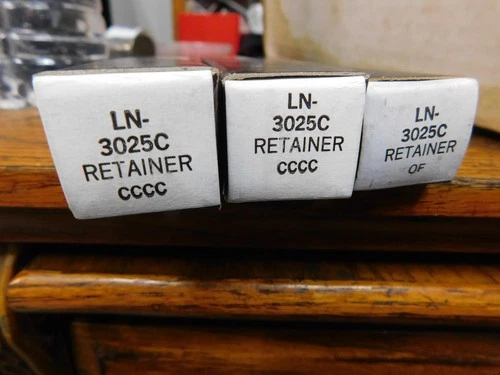 LN-
3025C
RETAINER
CCCC
LN-
3025C
RETAINER
CCCC
LN-
3025C
RETAINER
OF